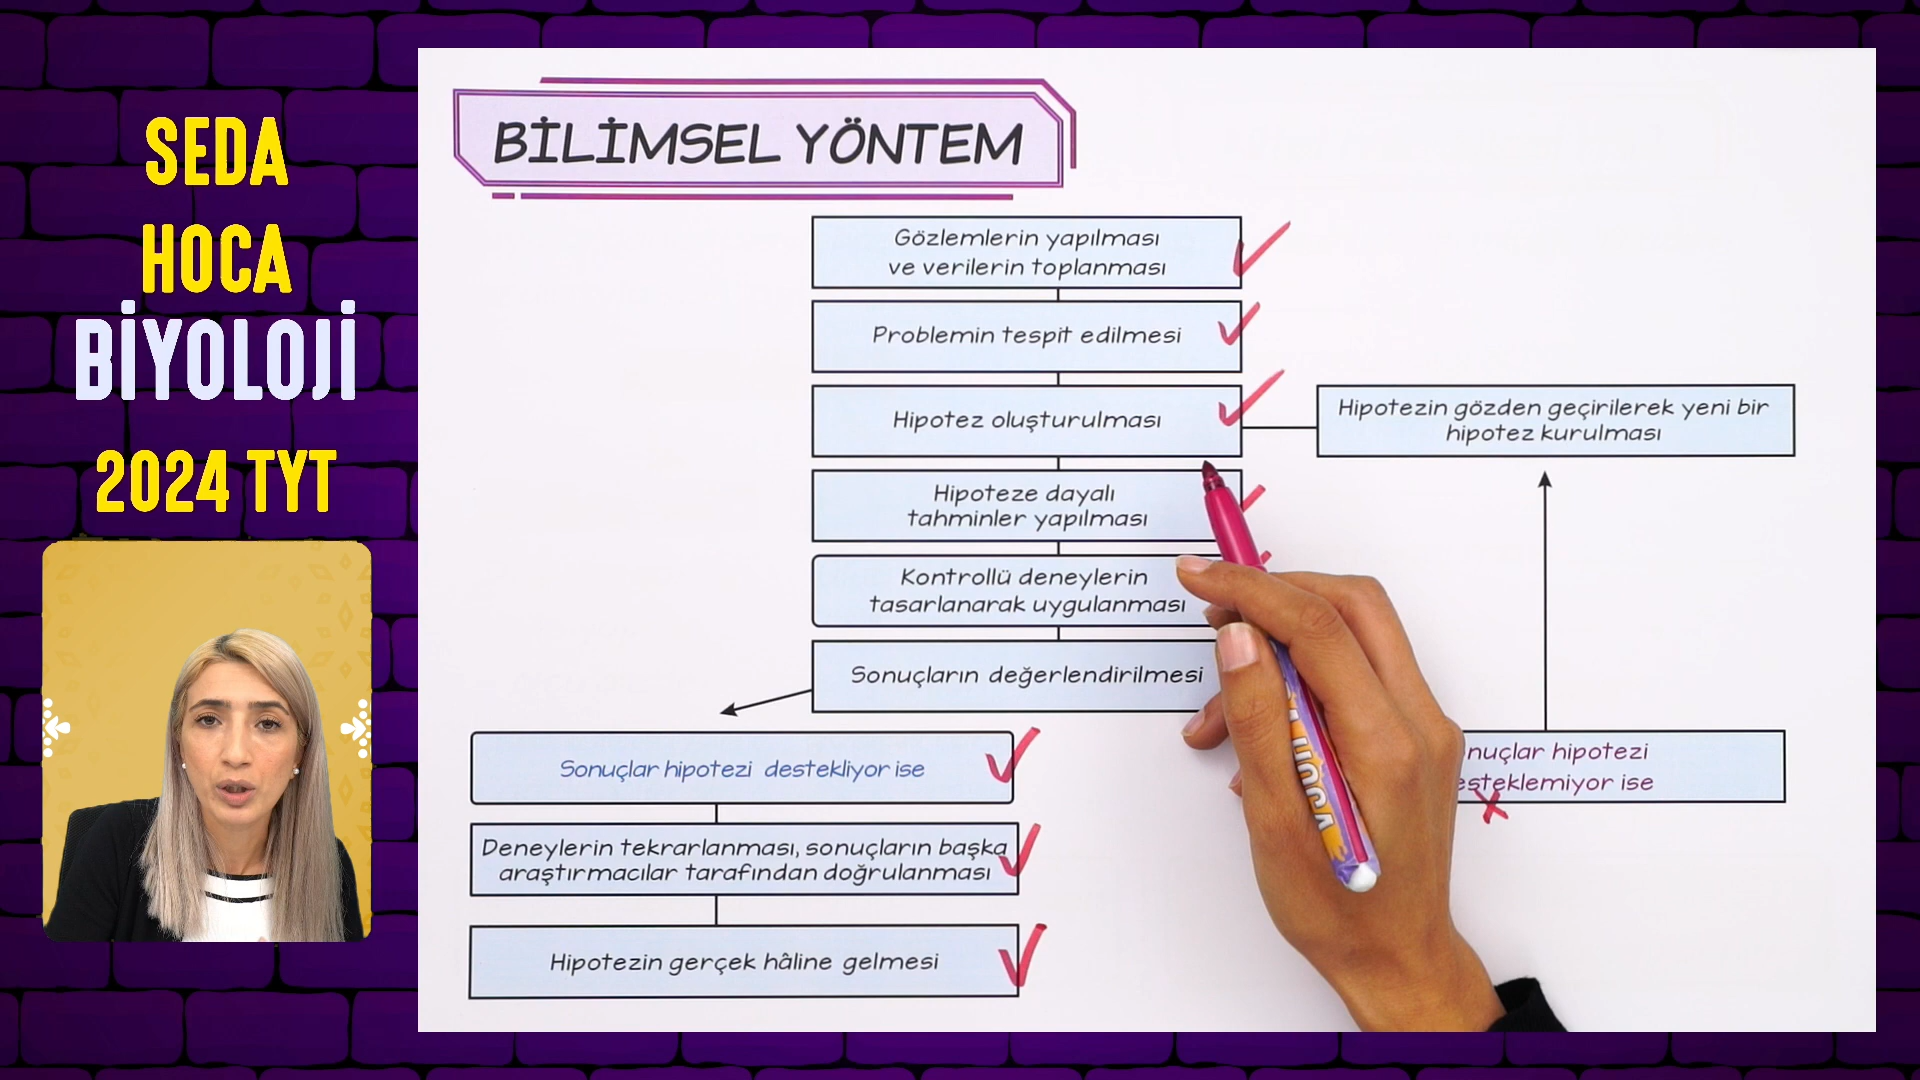 SEDA
HOCA
BİYOLOJİ
2024 TYT
BİLİMSEL YÖNTEM
Gözlemlerin yapılması
ve verilerin toplanması
Problemin tespit edilmesi
Hipotez oluşturulması
Hipotezin gözden geçirilerek yeni bir
hipotez kurulması
Hipoteze dayalı
tahminler yapılması
Kontrollü deneylerin
tasarlanarak uygulanması
Sonuçların değerlendirilmesi
Sonuçlar hipotezi destekliyor ise
nuçlar hipotezi
esteklemiyor ise
Deneylerin tekrarlanması, sonuçların başka
araştırmacılar tarafından doğrulanması
Hipotezin gerçek hâline gelmesi